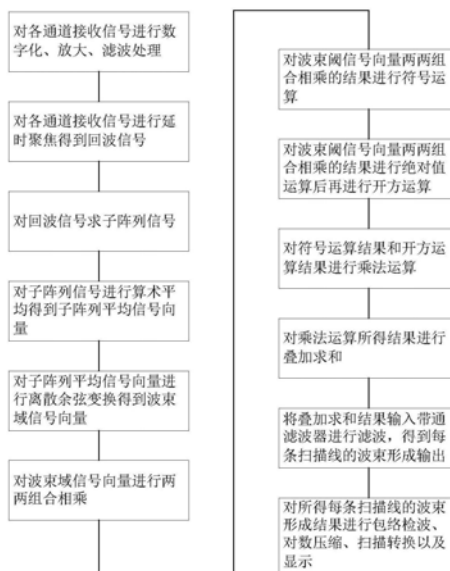 对各通道接收信号进行数
字化、放大、滤波处理
对各通道接收信号进行延
时聚焦得到回波信号
对回波信号求子阵列信号
对子阵列信号进行算术平
均得到子阵列平均信号向
量
对子阵列平均信号向量进
行离散余弦变换得到波束
域信号向量
对波束域信号向量进行两
两组合相乘
对波束阈信号向量两两组
合相乘的结果进行符号运
算
对波束阈信号向量两两组
合相乘的结果进行绝对值
运算后再进行开方运算
对符号运算结果和开方运
算结果进行乘法运算
对乘法运算所得结果进行
叠加求和
将叠加求和结果输入带通
滤波器进行滤波，得到每
条扫描线的波束形成输出
对所得每条扫描线的波束
形成结果进行包络检波、
对数压缩、扫描转换以及
显示